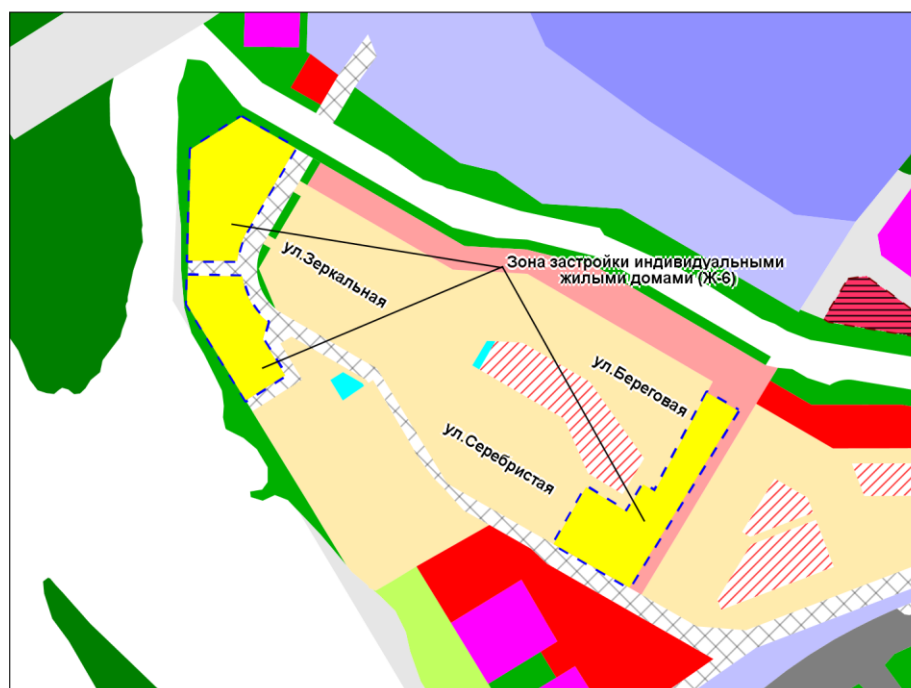 ул.Зеркальная
Зона застройки индивидуальными
жилыми домами (Ж-6)
ул.Береговая
ул.Серебристая